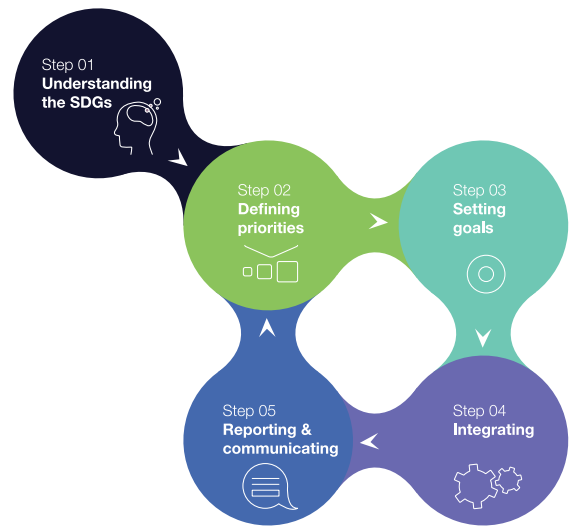 Step 01
Understanding
the SDGs
Step 02
Defining
priorities
Step 03
Setting
goals
Step 04
Integrating
Step 05
Reporting &
communicating